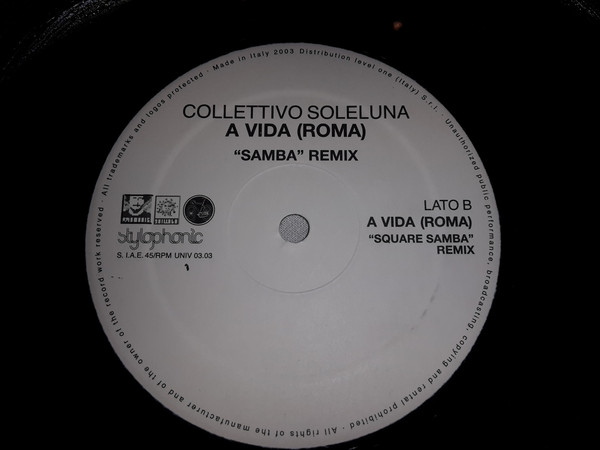 COLLETTIVO SOLELUNA
A VIDA (ROMA)
“SAMBA” REMIX
LATO B
A VIDA (ROMA)
“SQUARE SAMBA”
REMIX
stylophonic
S. I.A.E. 45/RPM UNIV 03.03
All trademarks and logos protected · Made in Italy 2003 Distribution level one (Italy) S.r.l. · Unauthorized public performance, broadcasting, copying and rental prohibited · All rights of the manufacturer and of the owner of the record work reserved ·